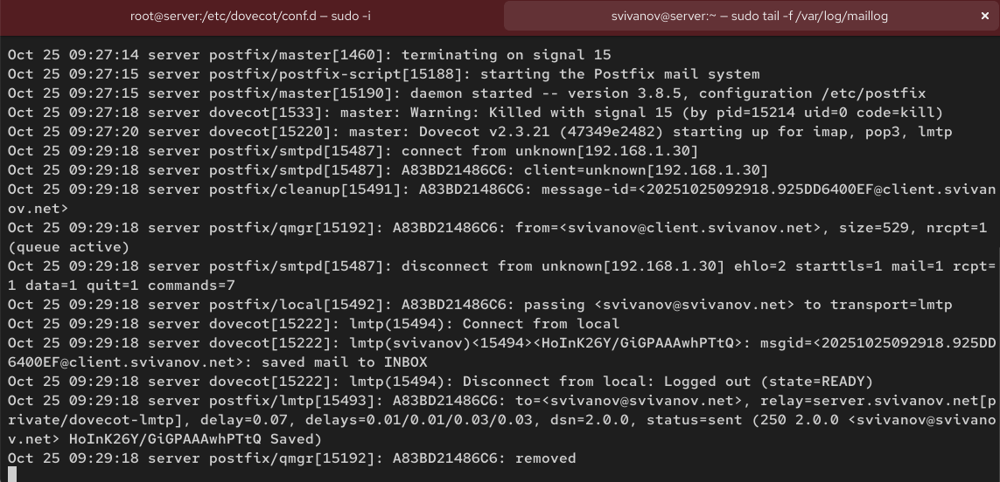 root@server:/etc/dovecot/conf.d — sudo -i
svivanov@server:~ — sudo tail -f /var/log/maillog
×
Oct 25 09:27:14 server postfix/master[1460]: terminating on signal 15
Oct 25 09:27:15 server postfix/postfix-script[15188]: starting the Postfix mail system
Oct 25 09:27:15 server postfix/master[15190]: daemon started -- version 3.8.5, configuration /etc/postfix
Oct 25 09:27:18 server dovecot[1533]: master: Warning: Killed with signal 15 (by pid=15214 uid=0 code=kill)
Oct 25 09:27:20 server dovecot[15220]: master: Dovecot v2.3.21 (47349e2482) starting up for imap, pop3, lmtp
Oct 25 09:29:18 server postfix/smtpd[15487]: connect from unknown[192.168.1.30]
Oct 25 09:29:18 server postfix/smtpd[15487]: A83BD21486C6: client=unknown[192.168.1.30]
Oct 25 09:29:18 server postfix/cleanup[15491]: A83BD21486C6: message-id=<20251025092918.925DD6400EF@client.svivan
ov.net>
Oct 25 09:29:18 server postfix/qmgr[15192]: A83BD21486C6: from=<svivanov@client.svivanov.net>, size=529, nrcpt=1
(queue active)
Oct 25 09:29:18 server postfix/smtpd[15487]: disconnect from unknown[192.168.1.30] ehlo=2 starttls=1 mail=1 rcpt=
1 data=1 quit=1 commands=7
Oct 25 09:29:18 server postfix/local[15492]: A83BD21486C6: passing <svivanov@svivanov.net> to transport=lmtp
Oct 25 09:29:18 server dovecot[15222]: lmtp(15494): Connect from local
Oct 25 09:29:18 server dovecot[15222]: lmtp(svivanov)<15494><HoInK26Y/GiGPAAAwhPTtQ>: msgid=<20251025092918.925DD
6400EF@client.svivanov.net>: saved mail to INBOX
Oct 25 09:29:18 server dovecot[15222]: lmtp(15494): Disconnect from local: Logged out (state=READY)
Oct 25 09:29:18 server postfix/lmtp[15493]: A83BD21486C6: to=<svivanov@svivanov.net>, relay=server.svivanov.net[p
rivate/dovecot-lmtp], delay=0.07, delays=0.01/0.01/0.03/0.03, dsn=2.0.0, status=sent (250 2.0.0 <svivanov@svivano
v.net> HoInK26Y/GiGPAAAwhPTtQ Saved)
Oct 25 09:29:18 server postfix/qmgr[15192]: A83BD21486C6: removed